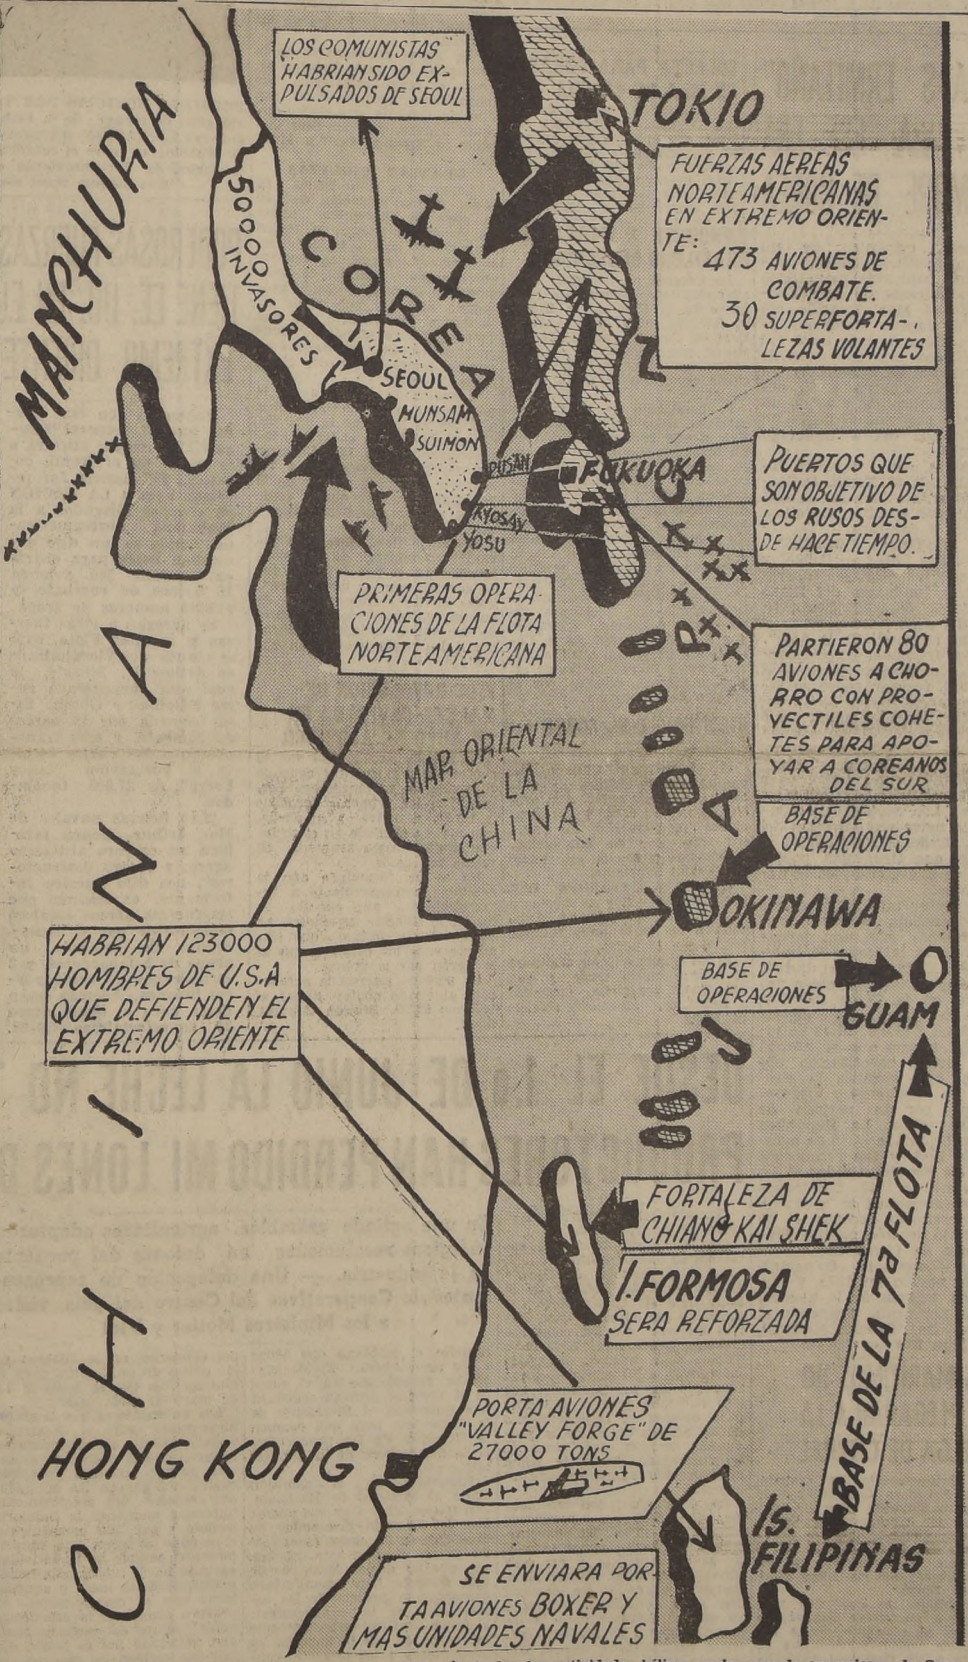 LOS COMUNISTAS
HABRIAN SIDO EX-
PULSADOS DE SEOUL
TOKIO
FUERZAS AEREAS
NORTEAMERICANAS
EN EXTREMO ORIEN-
TE:
473 AVIONES DE
COMBATE.
30 SUPERFORTA-
LEZAS VOLANTES
MANCHURIA
50000
INVASORES
COREA
SEOUL
MUNSAM
SUIMON
PUSAN
KYOSAY
YOSU
FUKUOKA
PUERTOS QUE
SON OBJETIVO DE
LOS RUSOS DES-
DE HACE TIEMPO.
PRIMERAS OPERA-
CIONES DE LA FLOTA
NORTEAMERICANA
PARTIERON 80
AVIONES A CHO-
RRO CON PRO-
YECTILES COHE-
TES PARA APO-
YAR A COREANOS
DEL SUR
MAR ORIENTAL
DE LA
CHINA
BASE DE
OPERACIONES
OKINAWA
HABRIAN 123000
HOMBRES DE U.S.A
QUE DEFIENDEN EL
EXTREMO ORIENTE
BASE DE
OPERACIONES
GUAM
JAPON
FORTALEZA DE
CHIANG KAI SHEK
I. FORMOSA
SERA REFORZADA
BASE DE LA 7a FLOTA
CHINA
PORTA AVIONES
"VALLEY FORGE" DE
27000 TONS
HONG KONG
Is.
FILIPINAS
SE ENVIARA POR-
TAAVIONES BOXER Y
MAS UNIDADES NAVALES